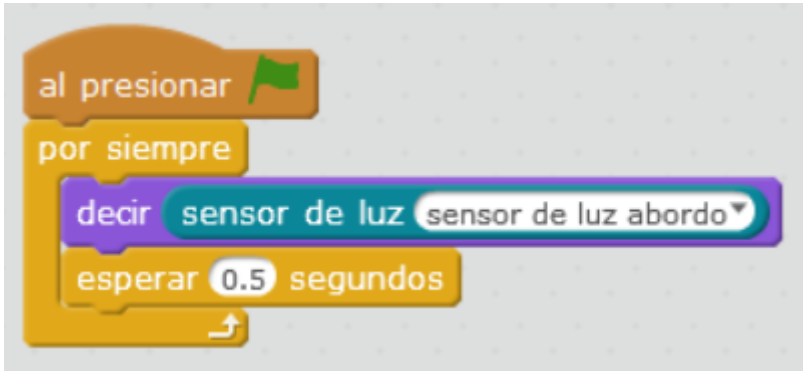 al presionar
por siempre
decir sensor de luz sensor de luz abordo
esperar 0.5 segundos